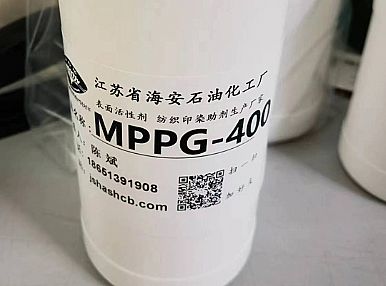 江苏省海安石油化工厂
表面活性剂 纺织印染助剂生产厂家
名称:MPPG-400
陈斌
18651391908
jshashcb.com
扫一扫
加好友